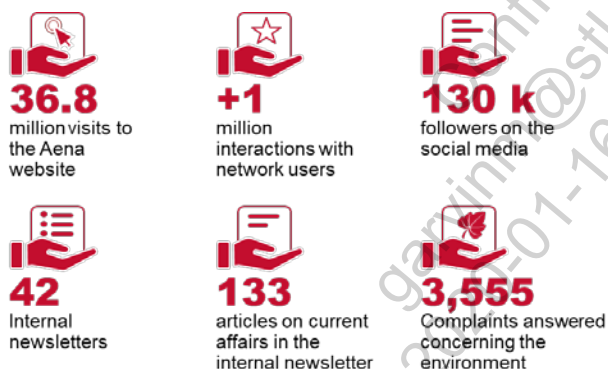 36.8
million visits to
the Aena
website
+1
million
interactions with
network users
130 k
followers on the
social media
42
Internal
newsletters
133
articles on current
affairs in the
internal newsletter
3,555
Complaints answered
concerning the
environment